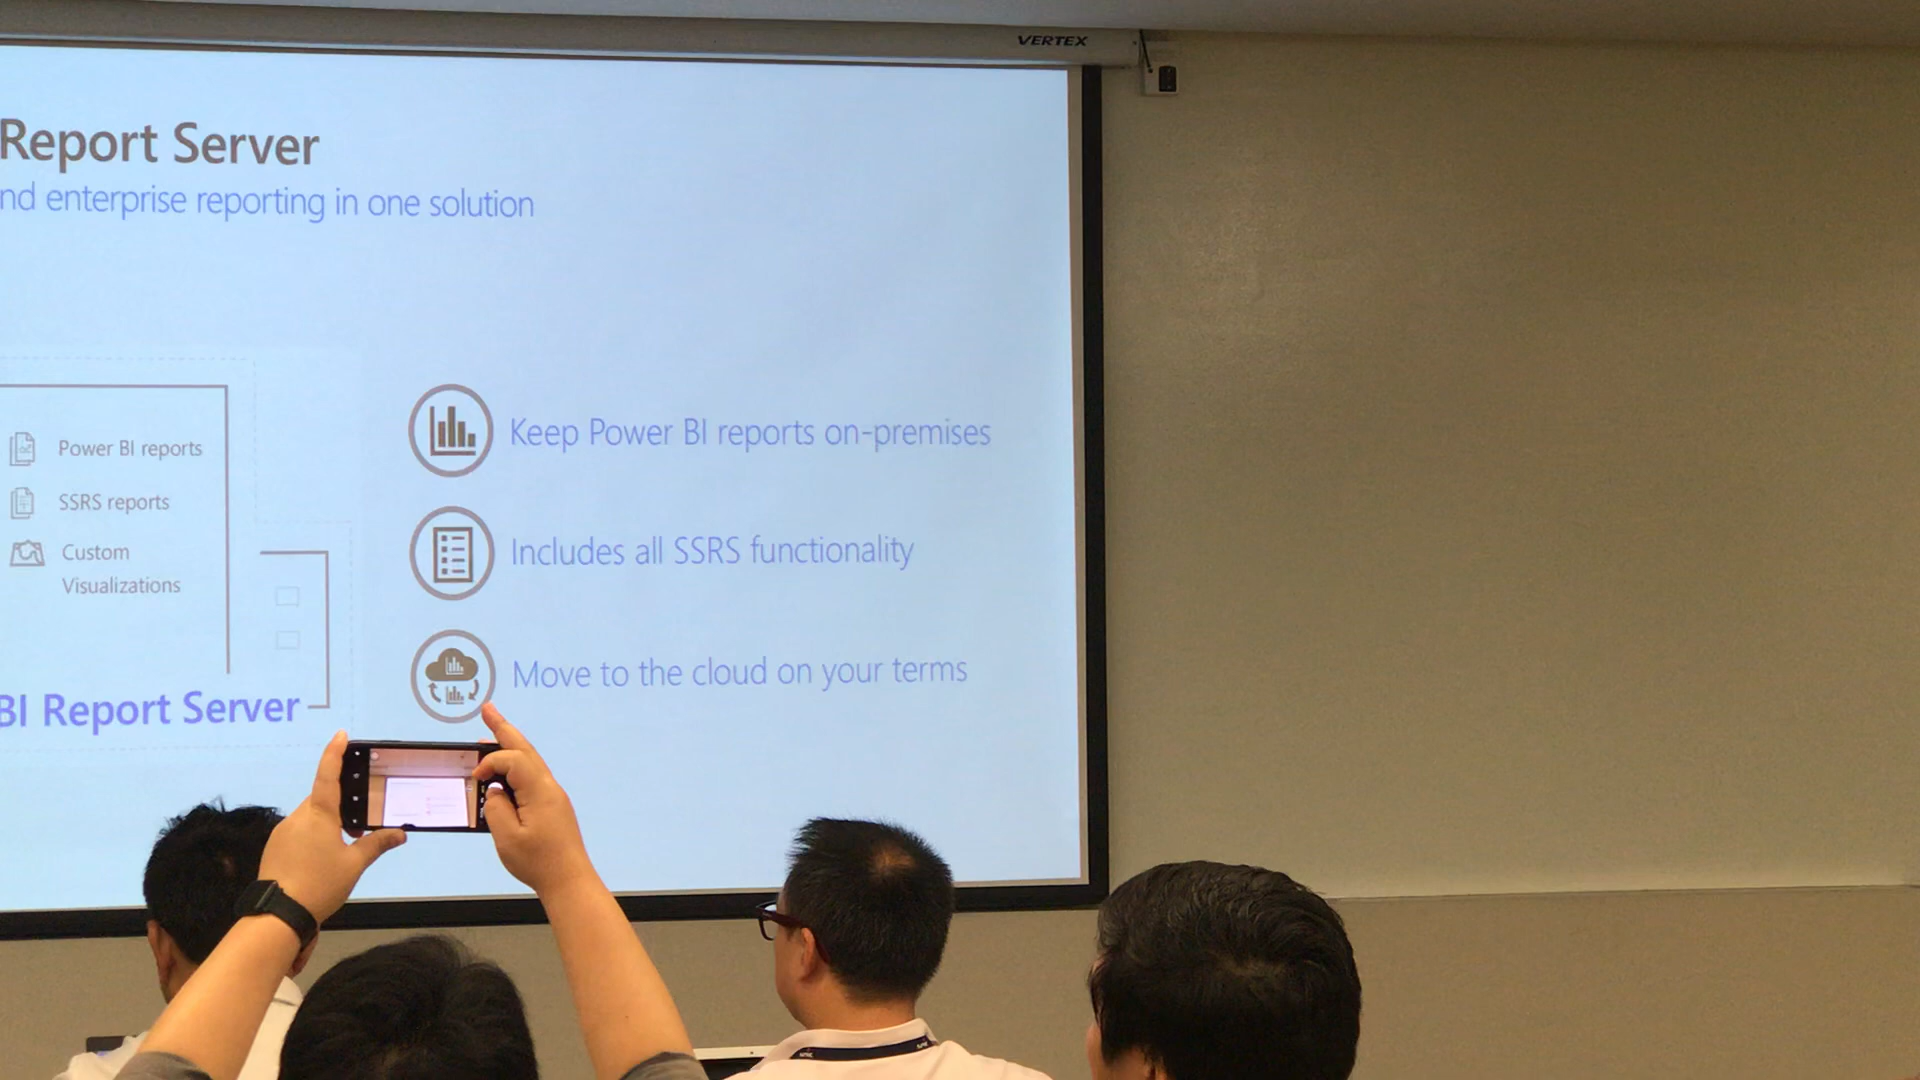 VERTEX
Report Server
nd enterprise reporting in one solution
Power BI reports
SSRS reports
Custom
Visualizations
BI Report Server
Keep Power BI reports on-premises
Includes all SSRS functionality
Move to the cloud on your terms